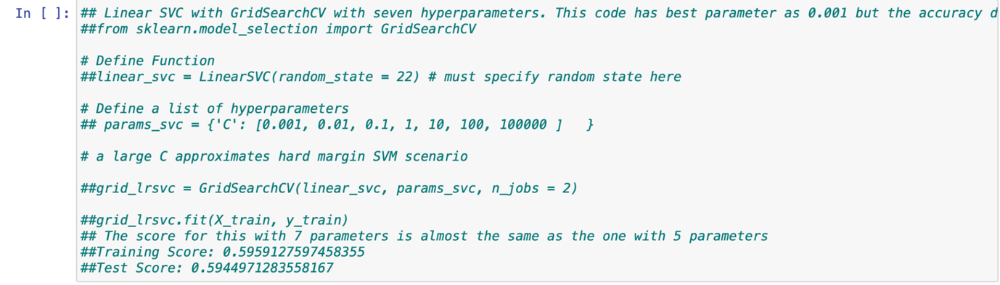 In [ ]: ## Linear SVC with GridSearchCV with seven hyperparameters. This code has best parameter as 0.001 but the accuracy d
##from sklearn.model_selection import GridSearchCV
# Define Function
##linear_svc = LinearSVC(random_state = 22) # must specify random state here
# Define a list of hyperparameters
## params_svc = {'C': [0.001, 0.01, 0.1, 1, 10, 100, 100000 ]   }
# a large C approximates hard margin SVM scenario
##grid_lrsvc = GridSearchCV(linear_svc, params_svc, n_jobs = 2)
##grid_lrsvc.fit(X_train, y_train)
## The score for this with 7 parameters is almost the same as the one with 5 parameters
##Training Score: 0.5959127597458355
##Test Score: 0.5944971283558167